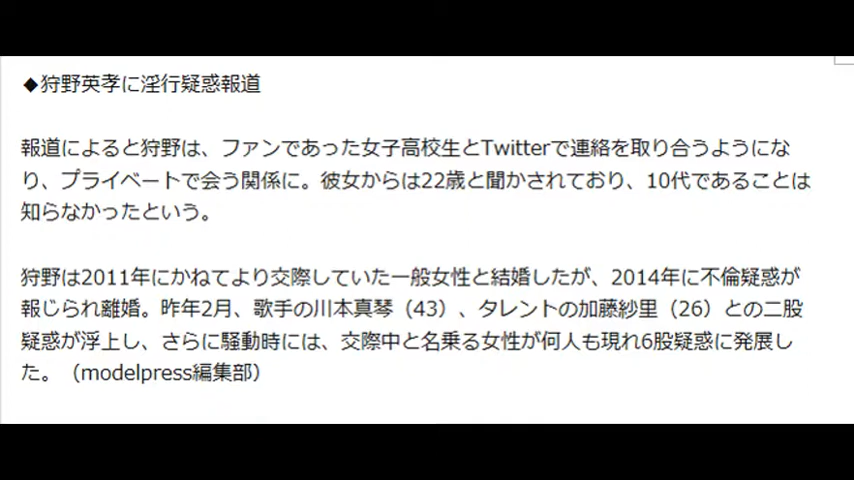 ◆狩野英孝に淫行疑惑報道
報道によると狩野は、ファンであった女子高校生とTwitterで連絡を取り合うようにな
り、プライベートで会う関係に。彼女からは22歳と聞かされており、10代であることは
知らなかったという。
狩野は2011年にかねてより交際していた一般女性と結婚したが、2014年に不倫疑惑が
報じられ離婚。昨年2月、歌手の川本真琴（43）、タレントの加藤紗里（26）との二股
疑惑が浮上し、さらに騒動時には、交際中と名乗る女性が何人も現れ6股疑惑に発展し
た。（modelpress編集部）